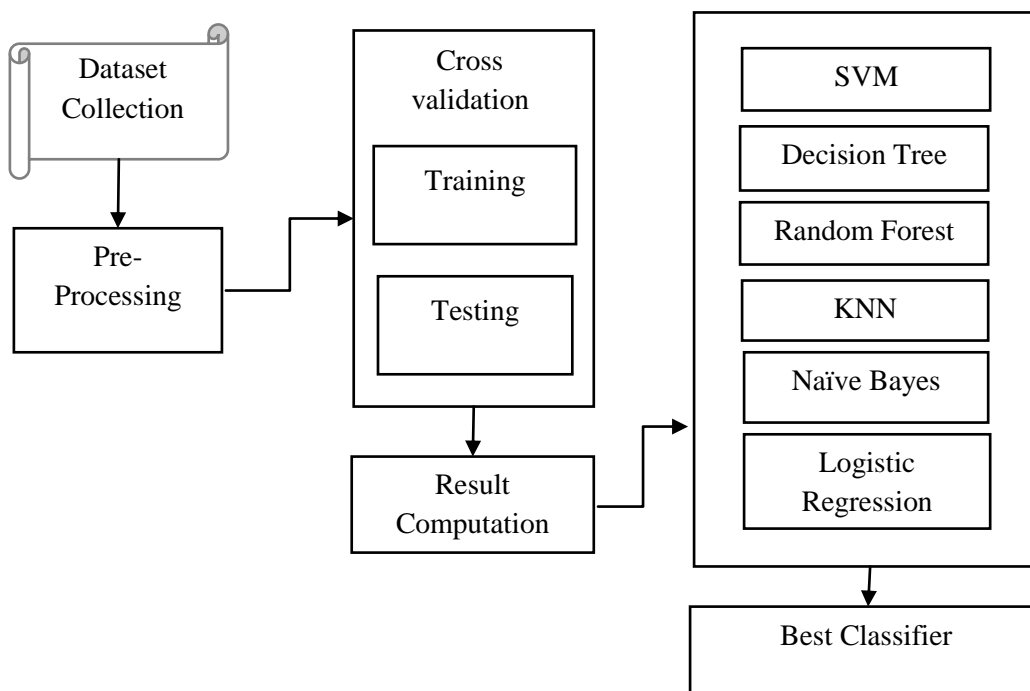 Dataset
Collection
Pre-
Processing
Cross
validation
Training
Testing
Result
Computation
SVM
Decision Tree
Random Forest
KNN
Naïve Bayes
Logistic
Regression
Best Classifier